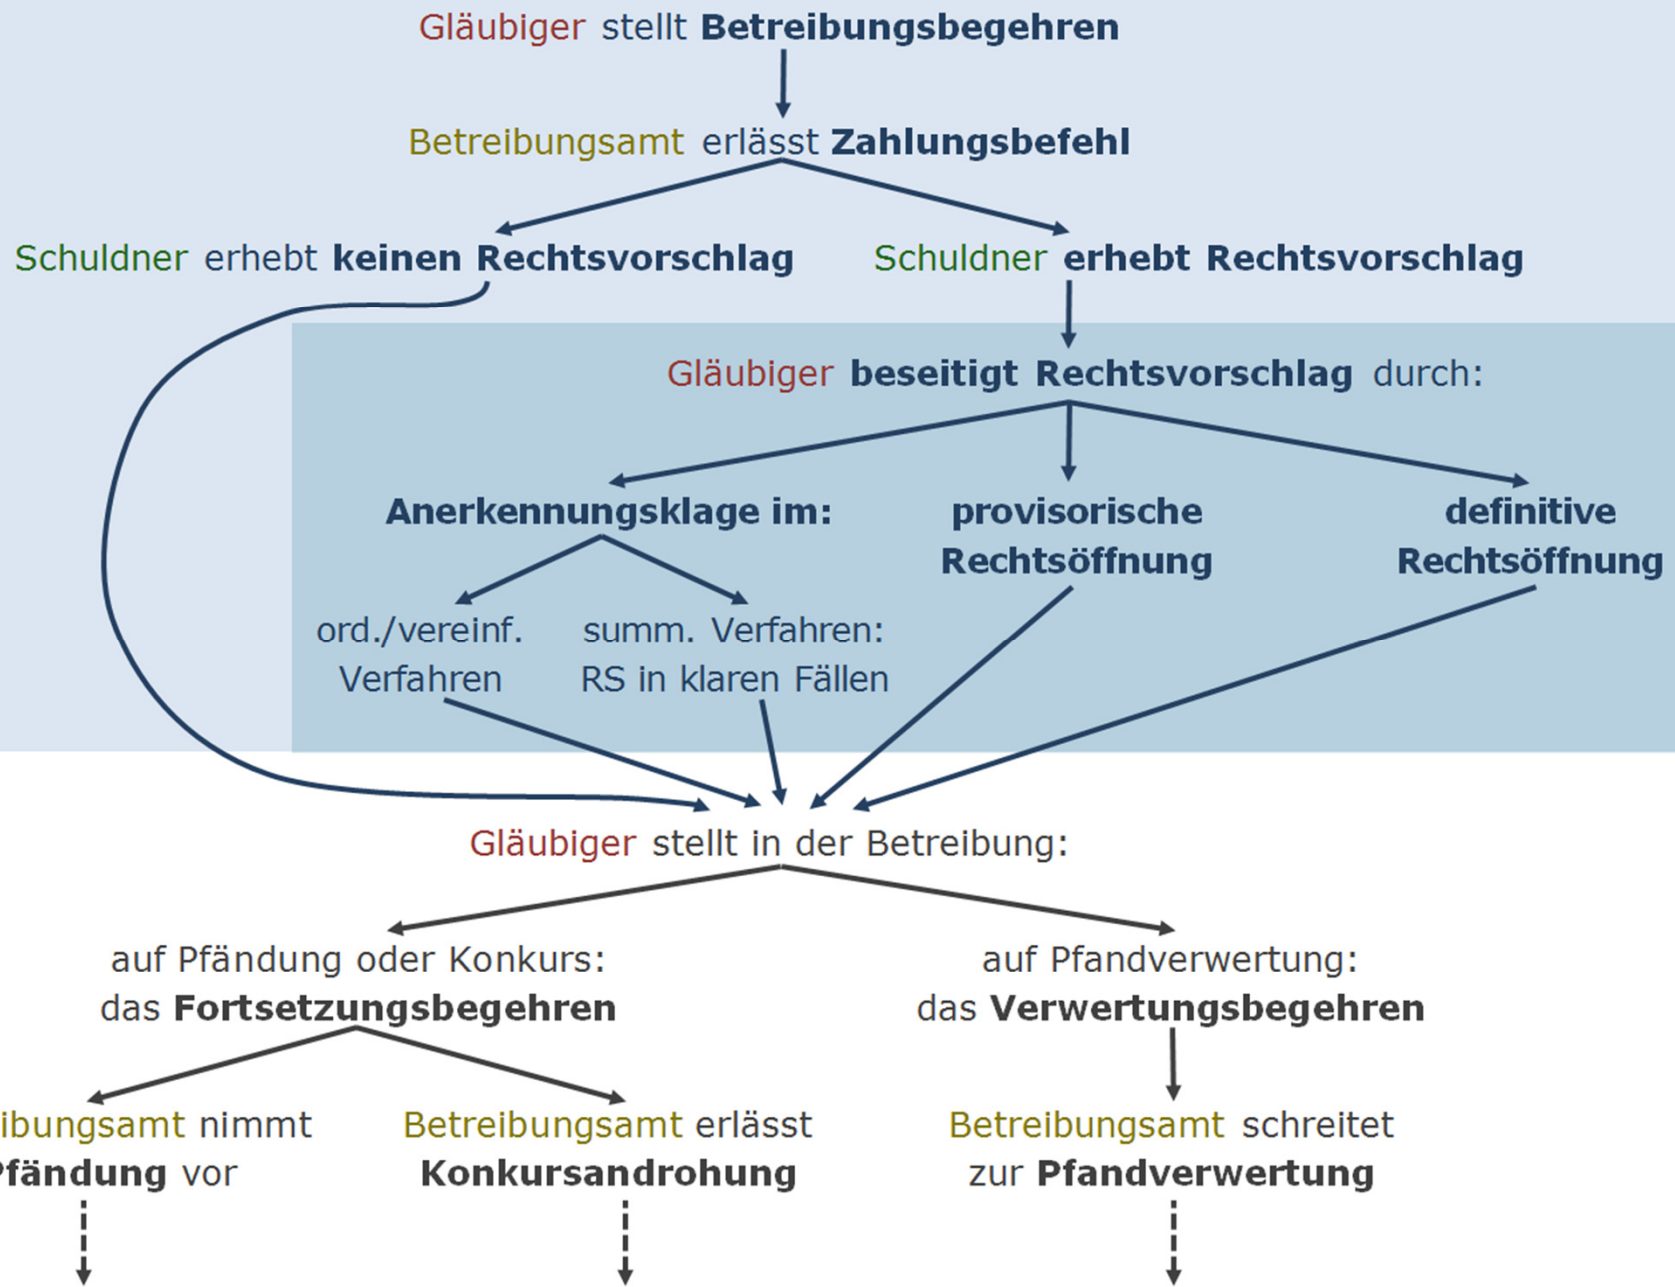 Gläubiger stellt Betreibungsbegehren
Betreibungsamt erlässt Zahlungsbefehl
Schuldner erhebt keinen Rechtsvorschlag
Schuldner erhebt Rechtsvorschlag
Gläubiger beseitigt Rechtsvorschlag durch:
Anerkennungsklage im:
provisorische
Rechtsöffnung
definitive
Rechtsöffnung
ord./vereinf.
Verfahren
summ. Verfahren:
RS in klaren Fällen
Gläubiger stellt in der Betreibung:
auf Pfändung oder Konkurs:
das Fortsetzungsbegehren
auf Pfandverwertung:
das Verwertungsbegehren
ibungsamt nimmt
Pfändung vor
Betreibungsamt erlässt
Konkursandrohung
Betreibungsamt schreitet
zur Pfandverwertung